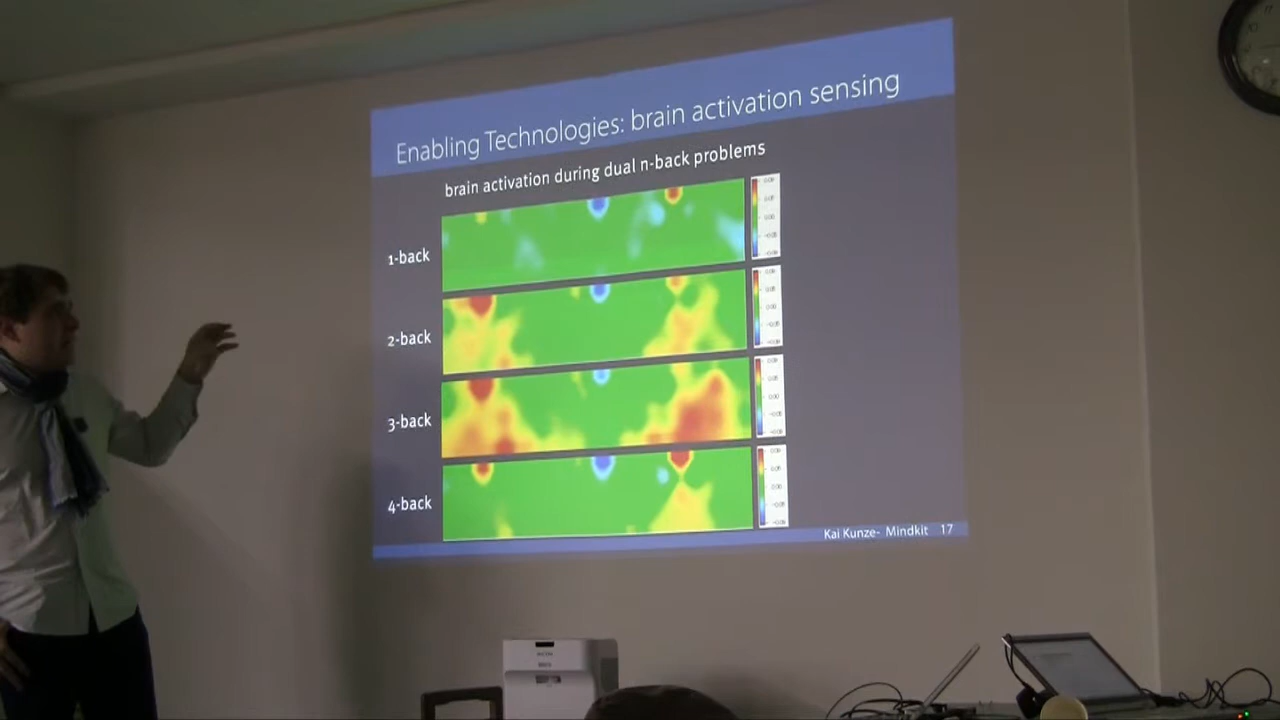 Enabling Technologies: brain activation sensing
brain activation during dual n-back problems
1-back
2-back
3-back
4-back
Kai Kunze- Mindkit 17